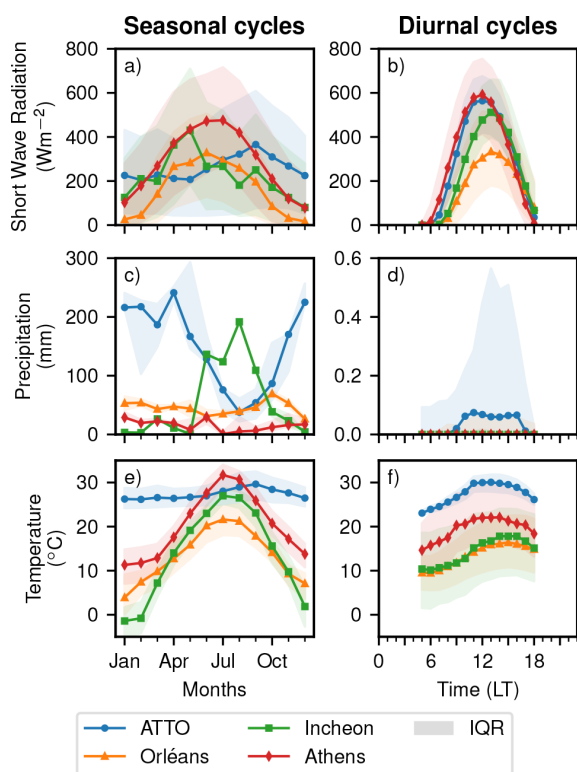 Seasonal cycles
Diurnal cycles
Short Wave Radiation
(Wm−2)
800
600
400
200
0
a)
800
600
400
200
0
b)
Precipitation
(mm)
300
200
100
0
c)
0.6
0.4
0.2
0.0
d)
Temperature
(°C)
30
20
10
0
e)
Jan
Apr
Jul
Oct
Months
30
20
10
0
f)
0
6
12
18
Time (LT)
ATTO
Incheon
IQR
Orléans
Athens